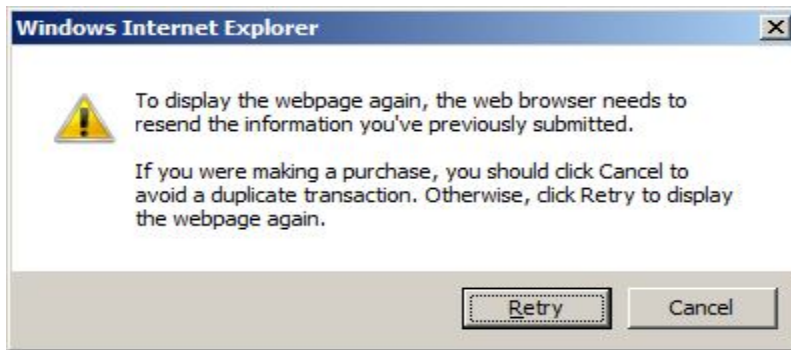 Windows Internet Explorer
To display the webpage again, the web browser needs to
resend the information you've previously submitted.
If you were making a purchase, you should click Cancel to
avoid a duplicate transaction. Otherwise, click Retry to display
the webpage again.
Retry
Cancel